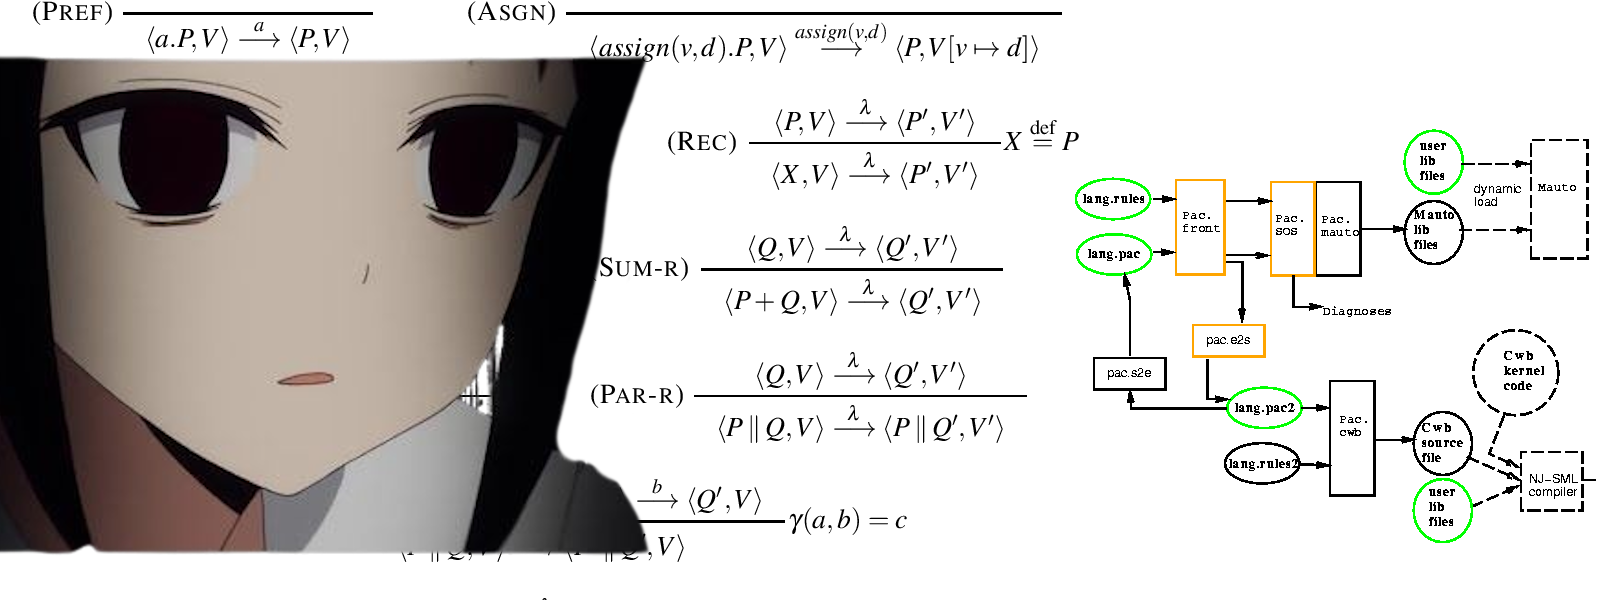 (PREF)
⟨a.P,V⟩ —a→ ⟨P,V⟩
(ASGN)
⟨assign(v,d).P,V⟩ —assign(v,d)→ ⟨P,V[v ↦ d]⟩
(REC)
⟨P,V⟩ —λ→ ⟨P′,V′⟩
⟨X,V⟩ —λ→ ⟨P′,V′⟩
X def= P
(SUM-R)
⟨Q,V⟩ —λ→ ⟨Q′,V′⟩
⟨P+Q,V⟩ —λ→ ⟨Q′,V′⟩
(PAR-R)
⟨Q,V⟩ —λ→ ⟨Q′,V′⟩
⟨P ∥ Q,V⟩ —λ→ ⟨P ∥ Q′,V′⟩
—b→ ⟨Q′,V⟩
γ(a,b) = c
,V⟩
lang.rules
lang.pac
Pac.
front
Pac.
sos
Pac.
mauto
user
lib
files
Mauto
lib
files
dynamic
load
Mauto
Diagnoses
pac.e2s
pac.s2e
lang.pac2
lang.rules2
Pac.
cwb
Cwb
kernel
code
Cwb
source
file
user
lib
files
NJ-SML
compiler